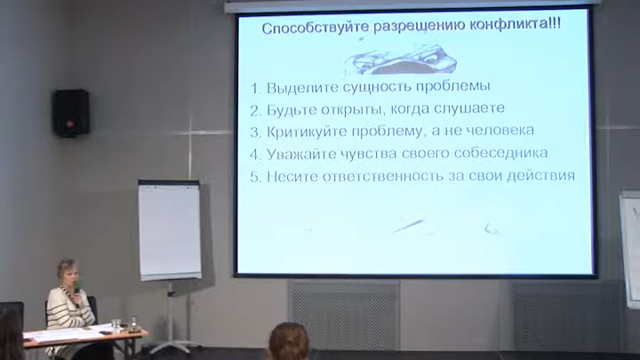 Способствуйте разрешению конфликта!!!
1. Выделите сущность проблемы
2. Будьте открыты, когда слушаете
3. Критикуйте проблему, а не человека
4. Уважайте чувства своего собеседника
5. Несите ответственность за свои действия